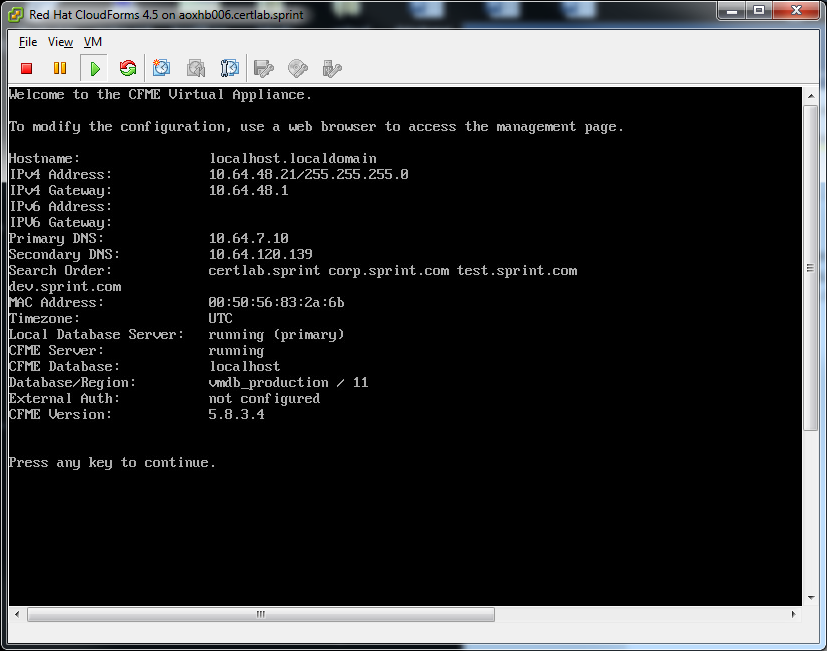 Red Hat CloudForms 4.5 on aoxhb006.certlab.sprint
File View VM
Welcome to the CFME Virtual Appliance.
To modify the configuration, use a web browser to access the management page.
Hostname: localhost.localdomain
IPv4 Address: 10.64.48.21/255.255.255.0
IPv4 Gateway: 10.64.48.1
IPv6 Address:
IPV6 Gateway:
Primary DNS: 10.64.7.10
Secondary DNS: 10.64.120.139
Search Order: certlab.sprint corp.sprint.com test.sprint.com
dev.sprint.com
MAC Address: 00:50:56:83:2a:6b
Timezone: UTC
Local Database Server: running (primary)
CFME Server: running
CFME Database: localhost
Database/Region: vmdb_production / 11
External Auth: not configured
CFME Version: 5.8.3.4
Press any key to continue.